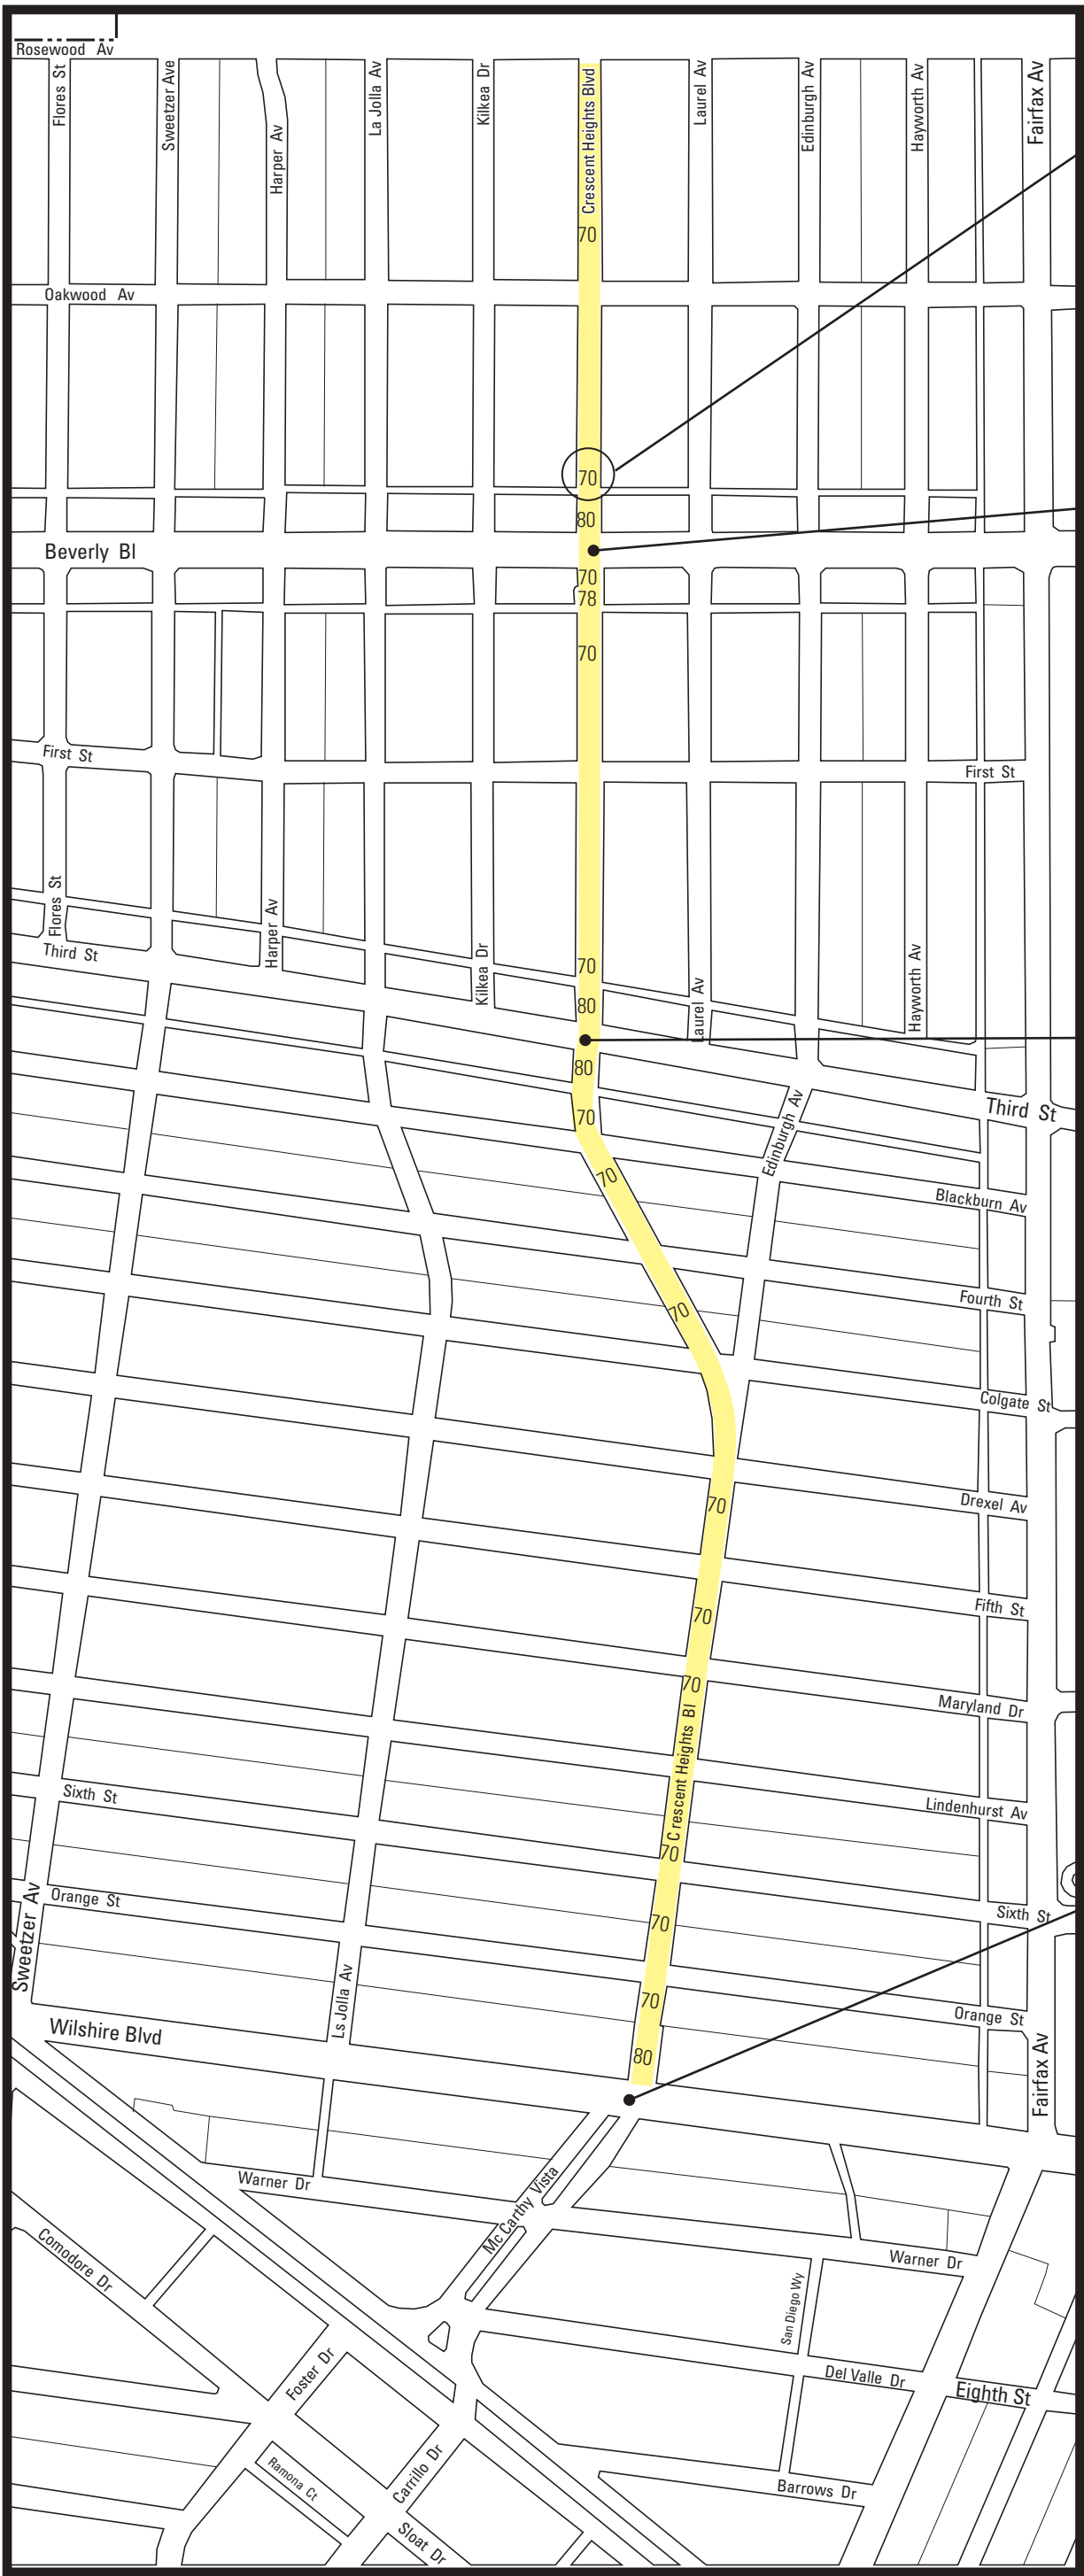 Rosewood Av
Flores St
Sweetzer Ave
Harper Av
La Jolla Av
Kilkea Dr
Crescent Heights Blvd
Laurel Av
Edinburgh Av
Hayworth Av
Fairfax Av
70
Oakwood Av
70
80
Beverly Bl
70
78
70
First St
First St
Flores St
Harper Av
Kilkea Dr
Laurel Av
Hayworth Av
Third St
70
80
80
70
Third St
Edinburgh Av
70
Blackburn Av
Fourth St
70
Colgate St
70
Drexel Av
70
Fifth St
70
Maryland Dr
C rescent Heights Bl
Sixth St
Lindenhurst Av
70
Orange St
Sixth St
70
Sweetzer Av
Ls Jolla Av
70
Orange St
Wilshire Blvd
80
Fairfax Av
Warner Dr
Mc Carthy Vista
Warner Dr
Comodore Dr
San Diego Wy
Foster Dr
Del Valle Dr
Eighth St
Ramona Ct
Carrillo Dr
Barrows Dr
Sloat Dr